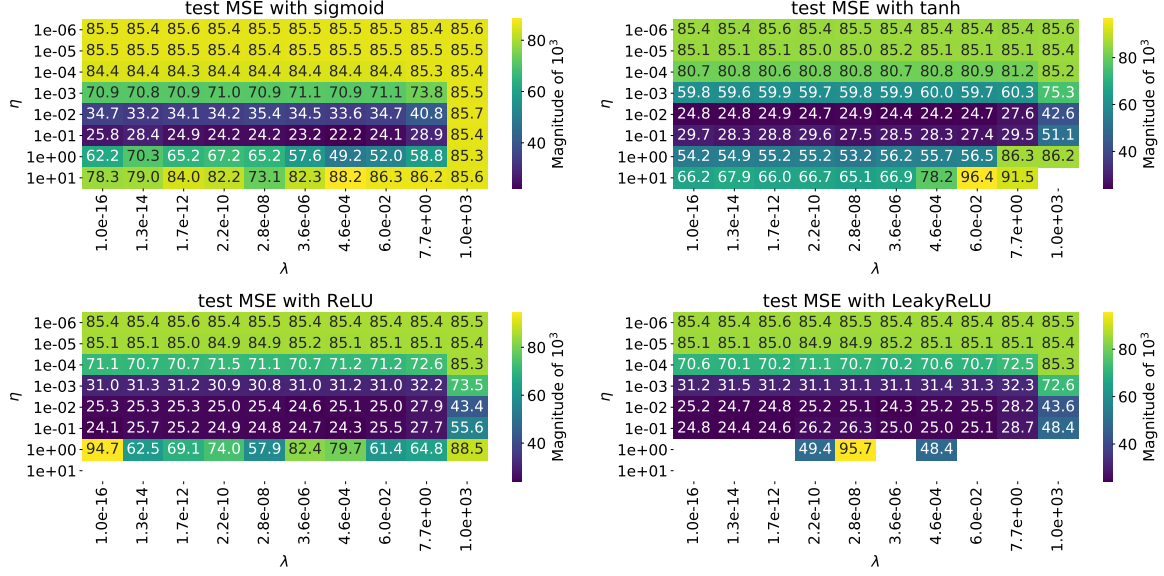 test MSE with sigmoid
1e-06 85.5 85.4 85.6 85.4 85.5 85.5 85.5 85.5 85.4 85.6
1e-05 85.5 85.5 85.5 85.5 85.5 85.5 85.5 85.5 85.5 85.5
1e-04 84.4 84.4 84.3 84.4 84.4 84.4 84.4 84.4 85.3 85.4
1e-03 70.9 70.8 70.9 71.0 70.9 71.1 70.9 71.1 73.8 85.5
1e-02 34.7 33.2 34.1 34.2 35.4 34.5 33.6 34.7 40.8 85.7
1e-01 25.8 28.4 24.9 24.2 24.2 23.2 22.2 24.1 28.9 85.4
1e+00 62.2 70.3 65.2 67.2 65.2 57.6 49.2 52.0 58.8 85.3
1e+01 78.3 79.0 84.0 82.2 73.1 82.3 88.2 86.3 86.2 85.6
η
1.0e-16 1.3e-14 1.7e-12 2.2e-10 2.8e-08 3.6e-06 4.6e-04 6.0e-02 7.7e+00 1.0e+03
λ
80
60
40
Magnitude of 10³
test MSE with tanh
1e-06 85.4 85.4 85.6 85.4 85.5 85.4 85.5 85.4 85.4 85.6
1e-05 85.1 85.1 85.1 85.0 85.0 85.2 85.1 85.1 85.1 85.4
1e-04 80.7 80.8 80.6 80.8 80.8 80.7 80.8 80.9 81.2 85.2
1e-03 59.8 59.6 59.9 59.7 59.8 59.9 60.0 59.7 60.3 75.3
1e-02 24.8 24.8 24.9 24.7 24.9 24.4 24.2 24.7 27.6 42.6
1e-01 29.7 28.3 28.8 29.6 27.5 28.5 28.3 27.4 29.5 51.1
1e+00 54.2 54.9 55.2 55.2 53.2 56.2 55.7 56.5 86.3 86.2
1e+01 66.2 67.9 66.0 66.7 65.1 66.9 78.2 96.4 91.5
η
1.0e-16 1.3e-14 1.7e-12 2.2e-10 2.8e-08 3.6e-06 4.6e-04 6.0e-02 7.7e+00 1.0e+03
λ
80
60
40
Magnitude of 10³
test MSE with ReLU
1e-06 85.4 85.4 85.6 85.4 85.5 85.4 85.5 85.4 85.4 85.5
1e-05 85.1 85.1 85.0 84.9 84.9 85.2 85.1 85.0 85.1 85.4
1e-04 71.1 70.7 70.7 71.5 71.1 70.7 71.2 71.2 72.6 85.3
1e-03 31.0 31.3 31.2 30.9 30.8 31.0 31.2 31.0 32.2 73.5
1e-02 25.3 25.3 25.3 25.0 25.4 24.6 25.1 25.0 27.9 43.4
1e-01 24.1 25.7 25.2 24.9 24.8 24.7 24.3 25.5 27.7 55.6
1e+00 94.7 62.5 69.1 74.0 57.9 82.4 79.7 61.4 64.8 88.5
1e+01
η
1.0e-16 1.3e-14 1.7e-12 2.2e-10 2.8e-08 3.6e-06 4.6e-04 6.0e-02 7.7e+00 1.0e+03
λ
80
60
40
Magnitude of 10³
test MSE with LeakyReLU
1e-06 85.4 85.4 85.6 85.4 85.5 85.4 85.5 85.4 85.4 85.5
1e-05 85.1 85.1 85.0 84.9 84.9 85.2 85.1 85.1 85.1 85.4
1e-04 70.6 70.1 70.2 71.1 70.7 70.2 70.6 70.7 72.5 85.3
1e-03 31.2 31.5 31.2 31.1 31.1 31.1 31.4 31.3 32.3 72.6
1e-02 25.2 24.7 24.8 25.2 25.1 24.3 25.2 25.1 28.2 43.6
1e-01 24.8 24.4 24.6 26.2 26.3 25.0 25.0 25.1 28.7 48.4
1e+00 49.4 95.7 48.4
1e+01
η
1.0e-16 1.3e-14 1.7e-12 2.2e-10 2.8e-08 3.6e-06 4.6e-04 6.0e-02 7.7e+00 1.0e+03
λ
80
60
40
Magnitude of 10³